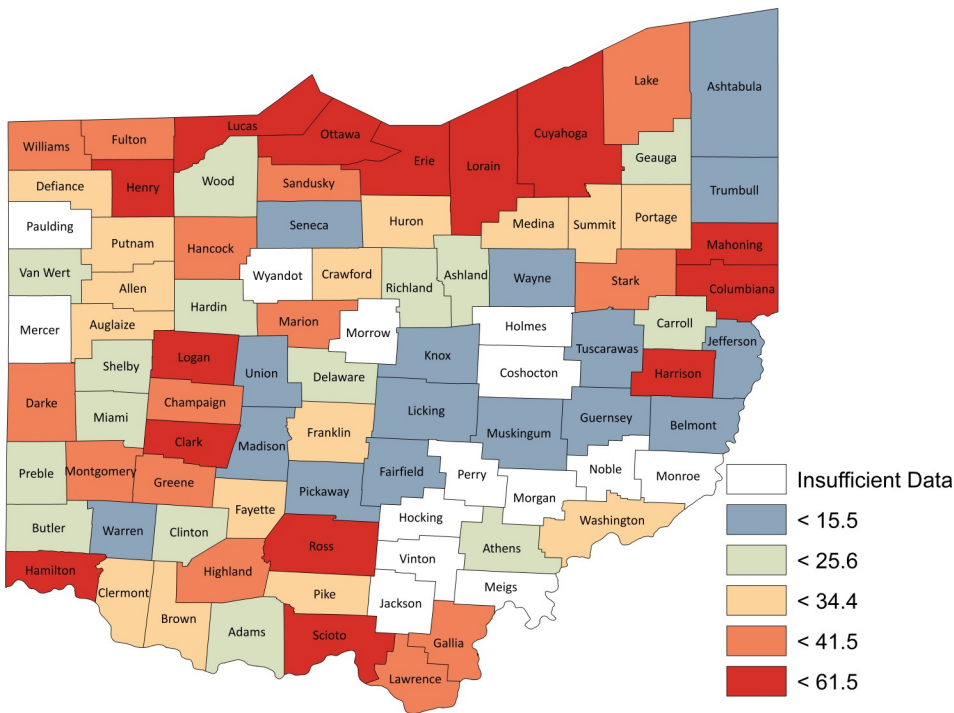 Lake
Ashtabula
Lucas
Ottawa
Cuyahoga
Williams
Fulton
Erie
Lorain
Geauga
Henry
Wood
Sandusky
Defiance
Trumbull
Paulding
Seneca
Huron
Medina
Summit
Portage
Putnam
Hancock
Mahoning
Van Wert
Wyandot
Crawford
Richland
Ashland
Wayne
Stark
Columbiana
Allen
Hardin
Mercer
Auglaize
Marion
Morrow
Holmes
Carroll
Jefferson
Shelby
Logan
Union
Knox
Tuscarawas
Coshocton
Harrison
Delaware
Darke
Champaign
Licking
Miami
Franklin
Muskingum
Guernsey
Belmont
Clark
Madison
Preble
Montgomery
Greene
Pickaway
Fairfield
Perry
Noble
Monroe
Morgan
Butler
Warren
Clinton
Fayette
Hocking
Washington
Ross
Athens
Hamilton
Highland
Vinton
Clermont
Brown
Pike
Jackson
Meigs
Adams
Scioto
Gallia
Lawrence
Insufficient Data
< 15.5
< 25.6
< 34.4
< 41.5
< 61.5